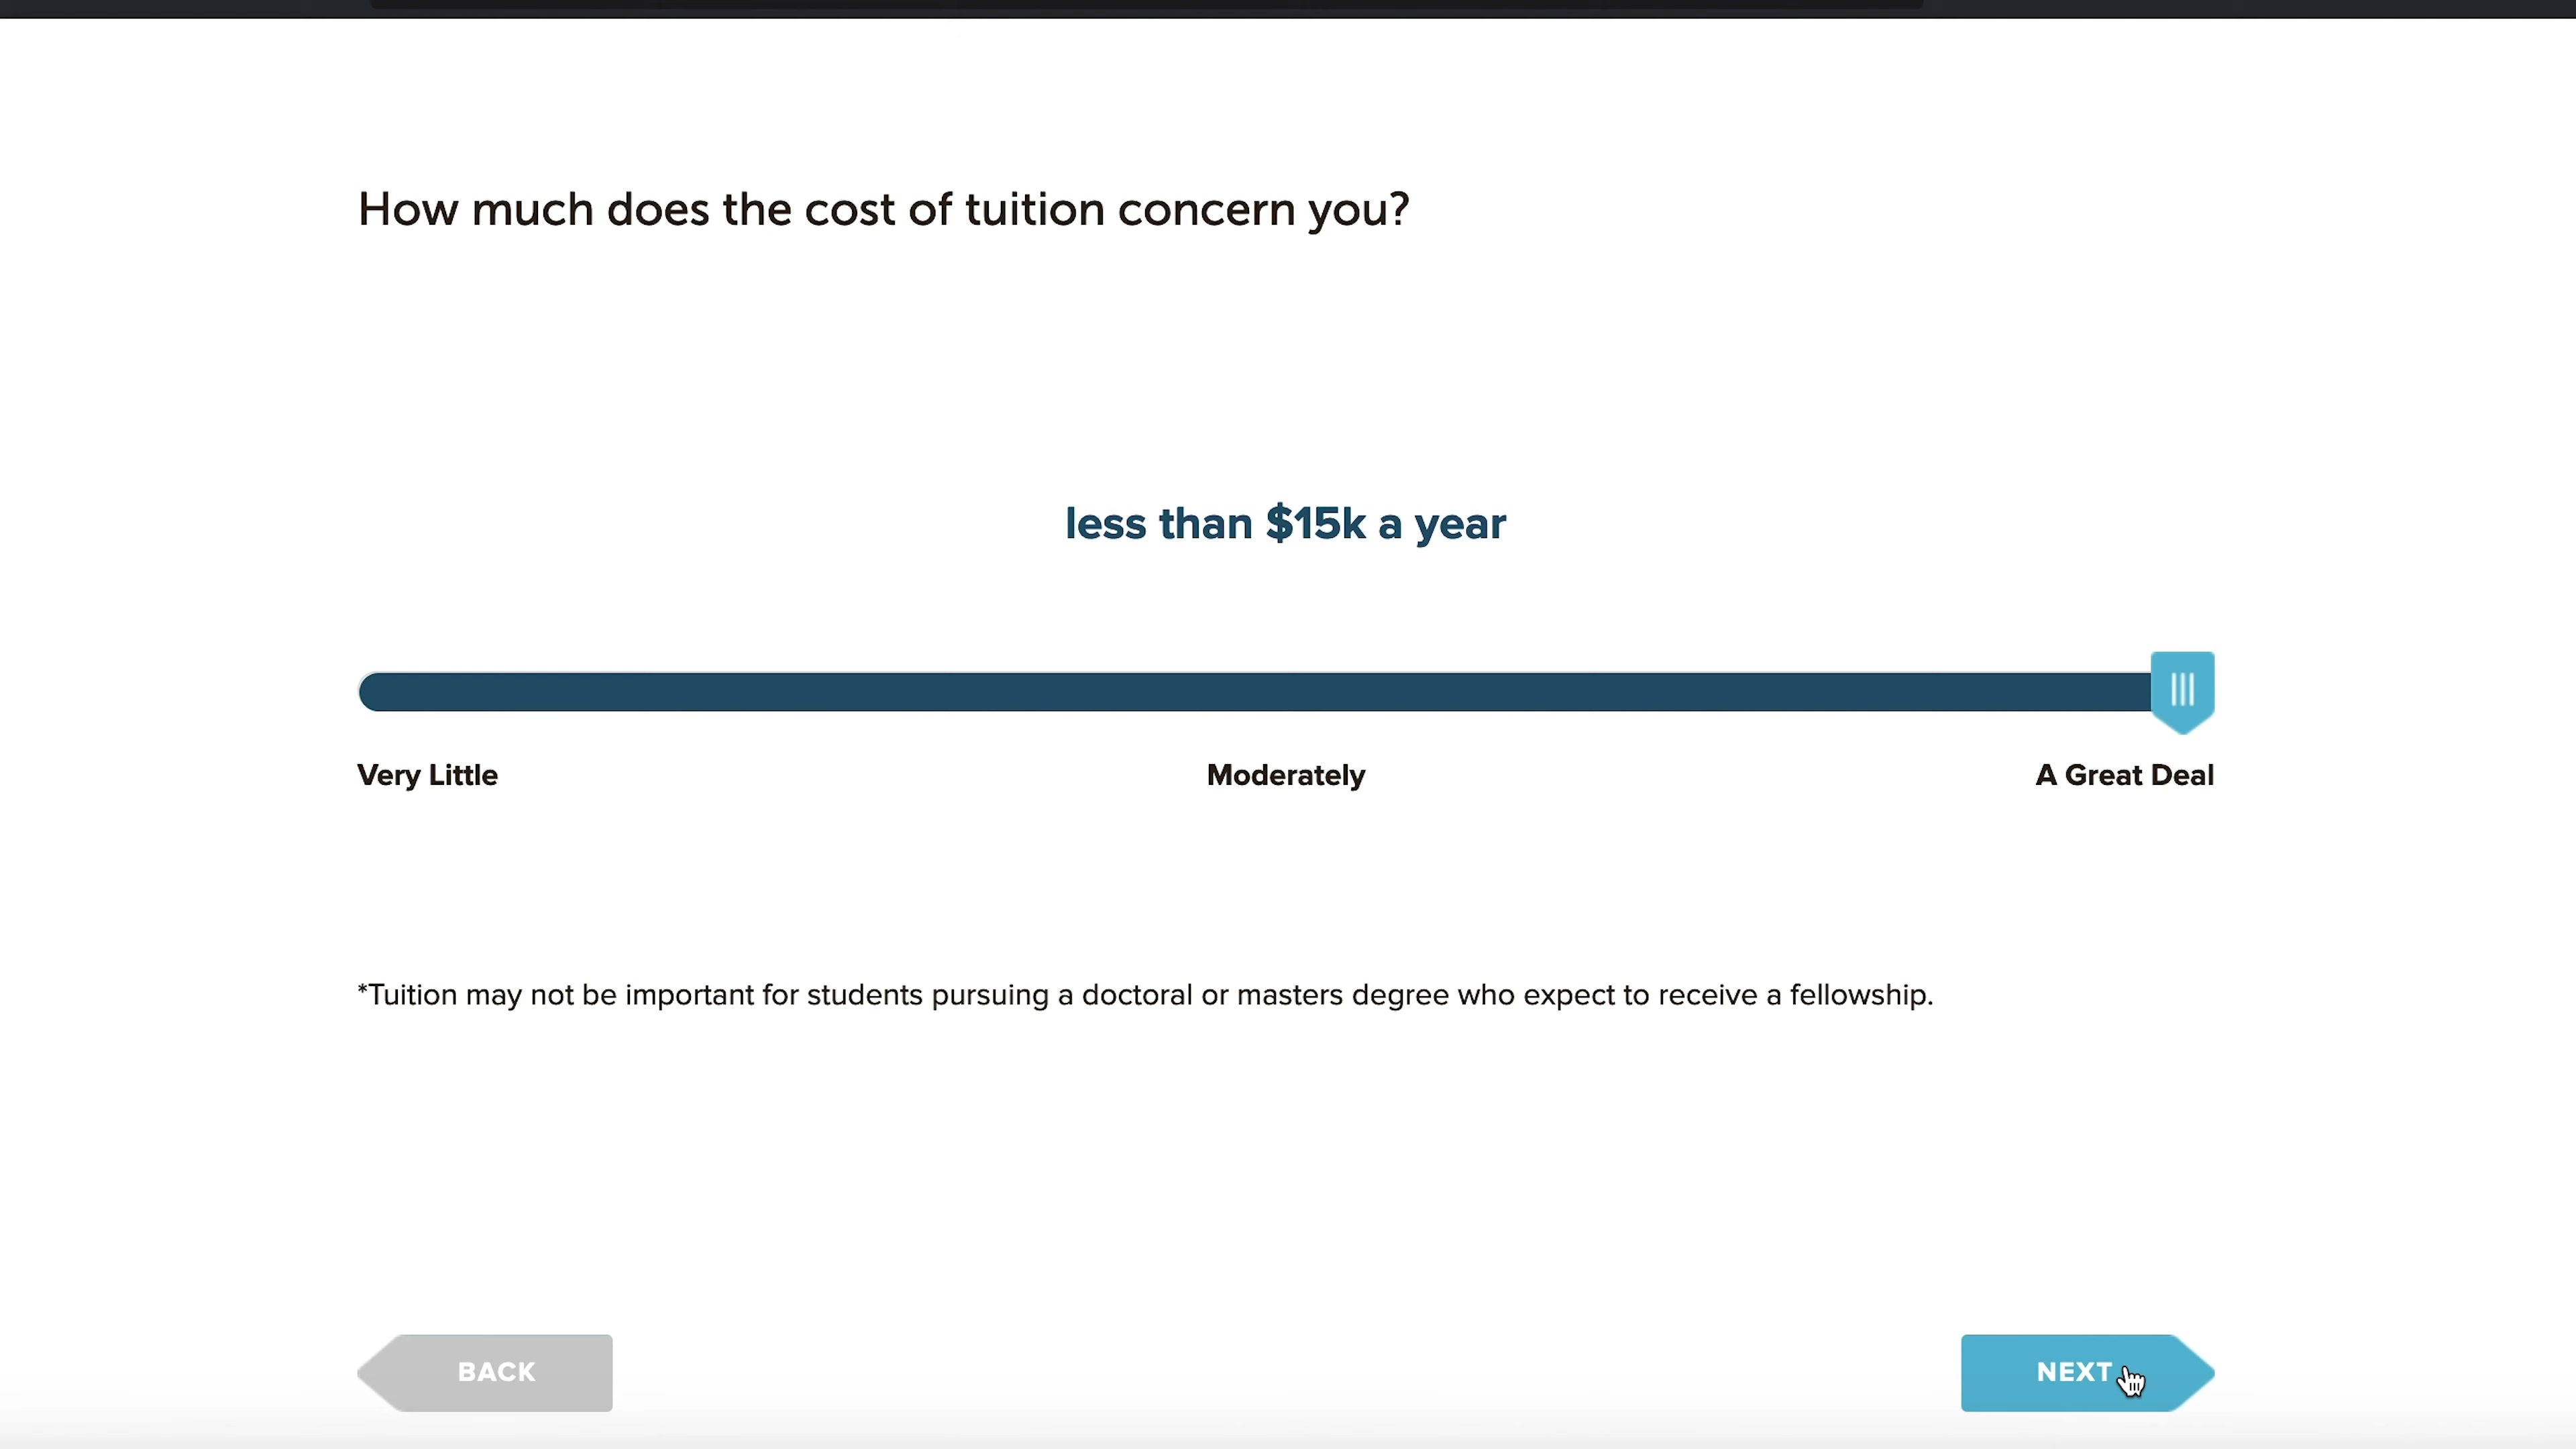 How much does the cost of tuition concern you?
less than $15k a year
Very Little Moderately A Great Deal
*Tuition may not be important for students pursuing a doctoral or masters degree who expect to receive a fellowship.
BACK NEXT